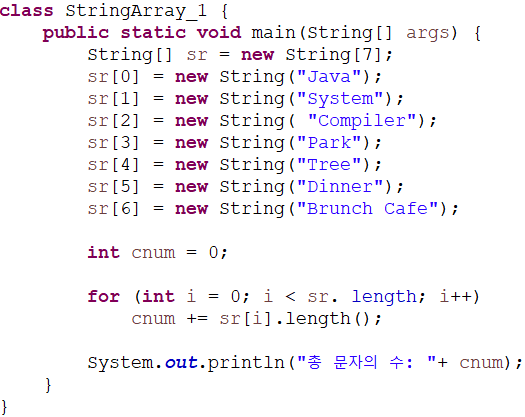 class StringArray_1 {
    public static void main(String[] args) {
        String[] sr = new String[7];
        sr[0] = new String("Java");
        sr[1] = new String("System");
        sr[2] = new String( "Compiler");
        sr[3] = new String("Park");
        sr[4] = new String("Tree");
        sr[5] = new String("Dinner");
        sr[6] = new String("Brunch Cafe");

        int cnum = 0;

        for (int i = 0; i < sr. length; i++)
            cnum += sr[i].length();

        System.out.println("총 문자의 수: "+ cnum);
    }
}